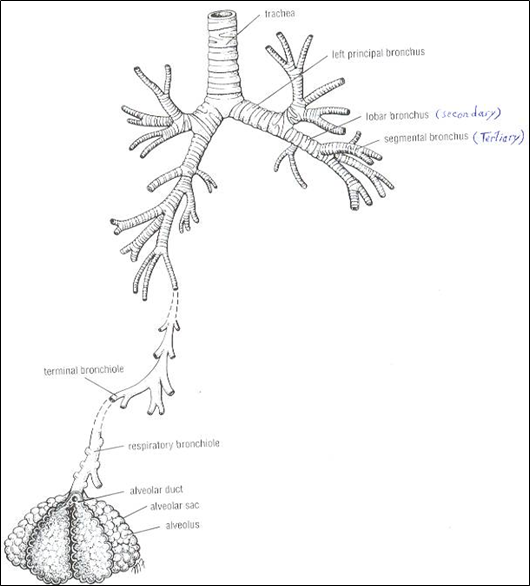 trachea
left principal bronchus
lobar bronchus (secondary)
segmental bronchus (Tertiary)
terminal bronchiole
respiratory bronchiole
alveolar duct
alveolar sac
alveolus